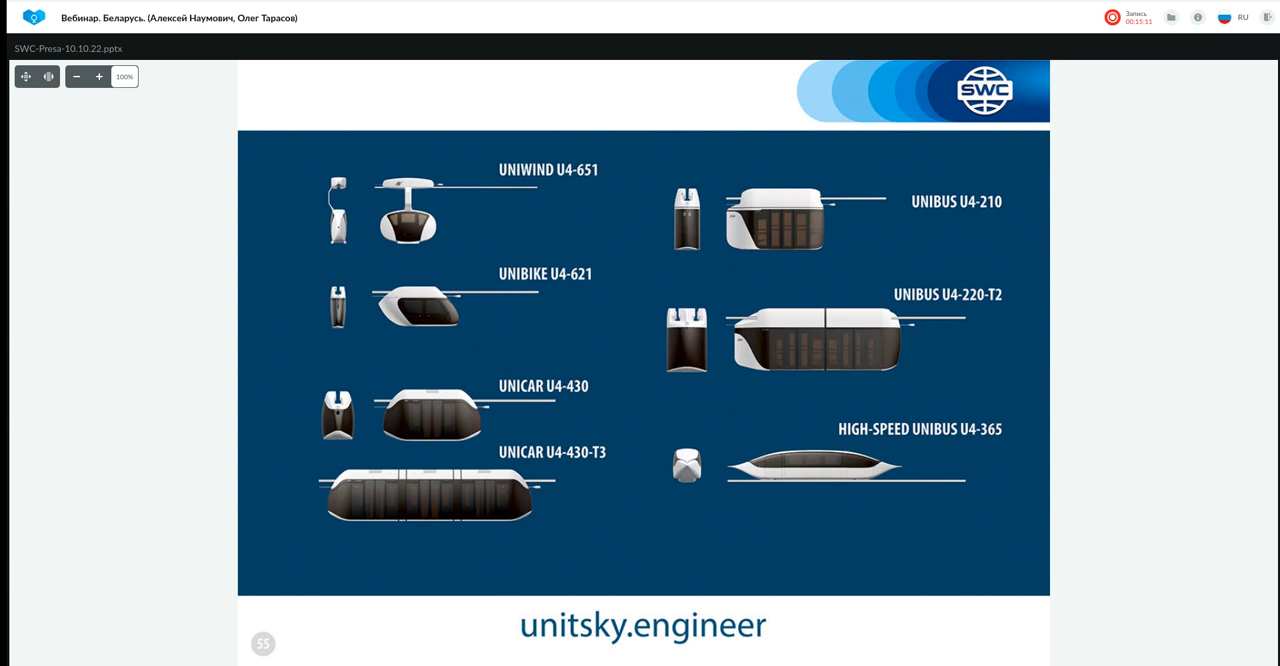 Вебинар. Беларусь. (Алексей Наумович, Олег Тарасов)
Запись
00:15:11
RU
SWC-Presa-10.10.22.pptx
100%
SWC
UNIWIND U4-651
UNIBUS U4-210
UNIBIKE U4-621
UNIBUS U4-220-T2
UNICAR U4-430
HIGH-SPEED UNIBUS U4-365
UNICAR U4-430-T3
unitsky.engineer
55